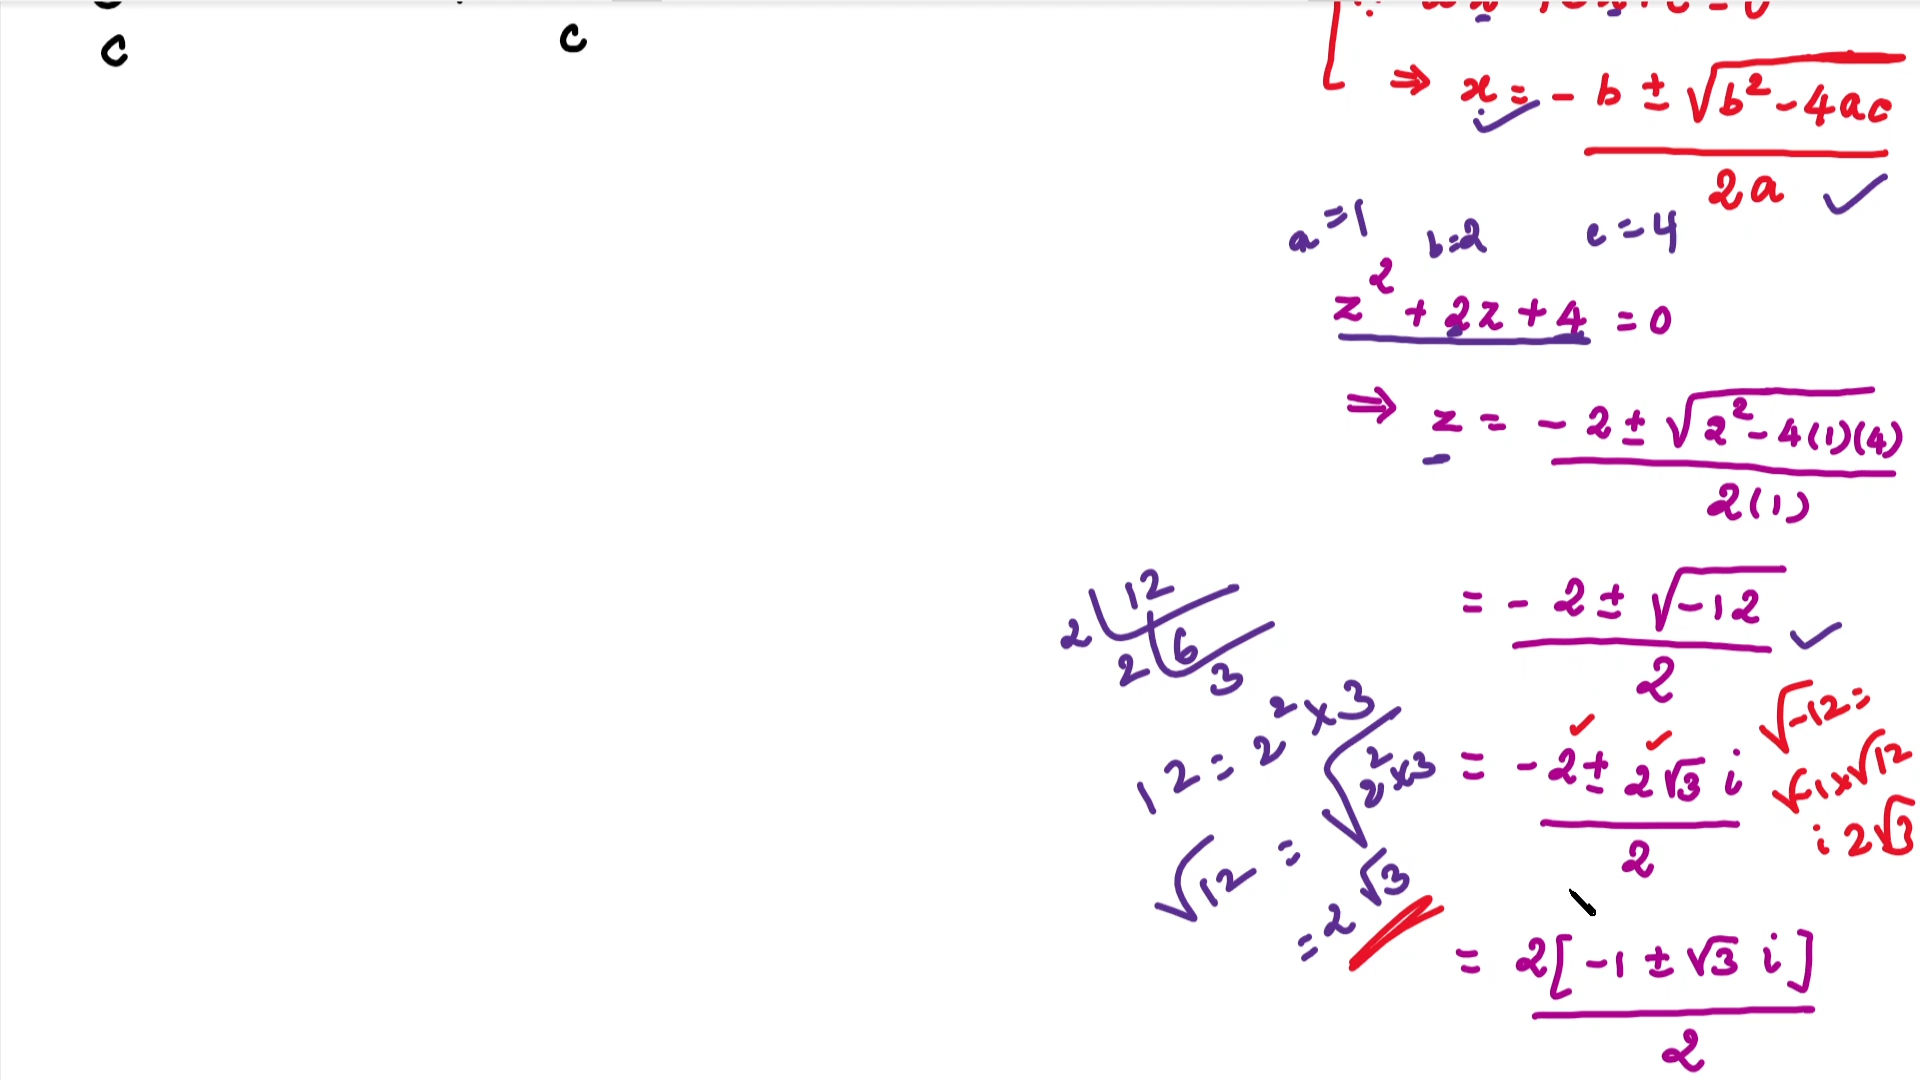 c c
⇒ x = -b ± √b² - 4ac
2a
a = 1 b = 2 c = 4
z² + 2z + 4 = 0
⇒ z = -2 ± √2² - 4(1)(4)
2(1)
= -2 ± √-12
2
= -2 ± 2√3 i
2
= 2[-1 ± √3 i]
2
2 12
2 6
3
12 = 2² × 3
√12 = √2² × 3
= 2√3
√-12 =
√-1 × √12
i 2√3